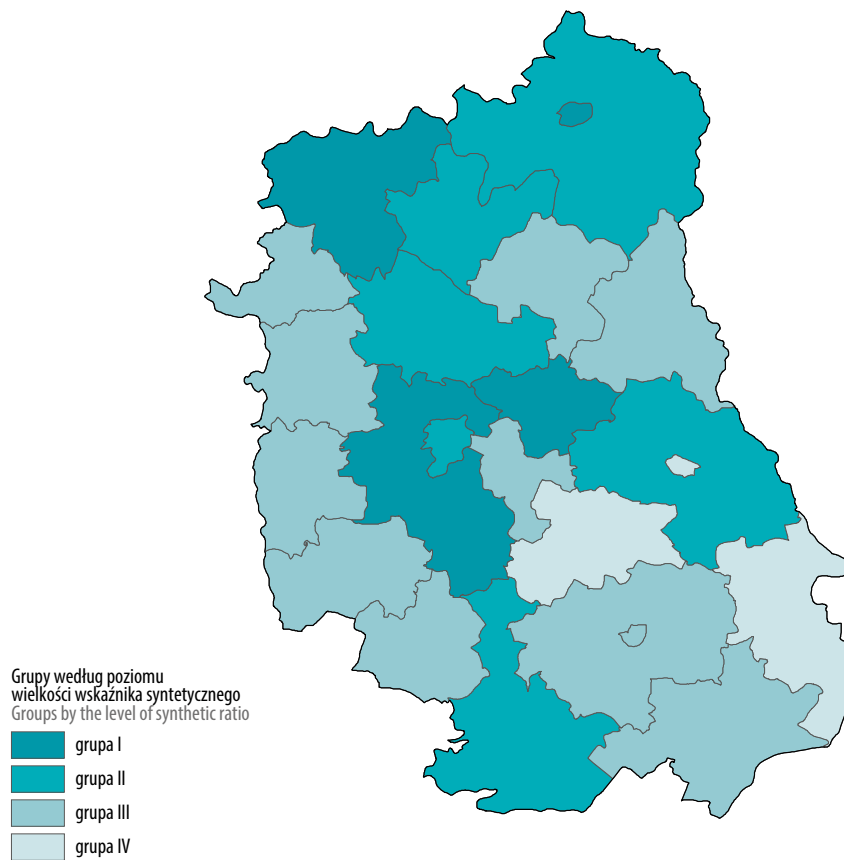 Grupy według poziomu
wielkości wskaźnika syntetycznego
Groups by the level of synthetic ratio
grupa I
grupa II
grupa III
grupa IV